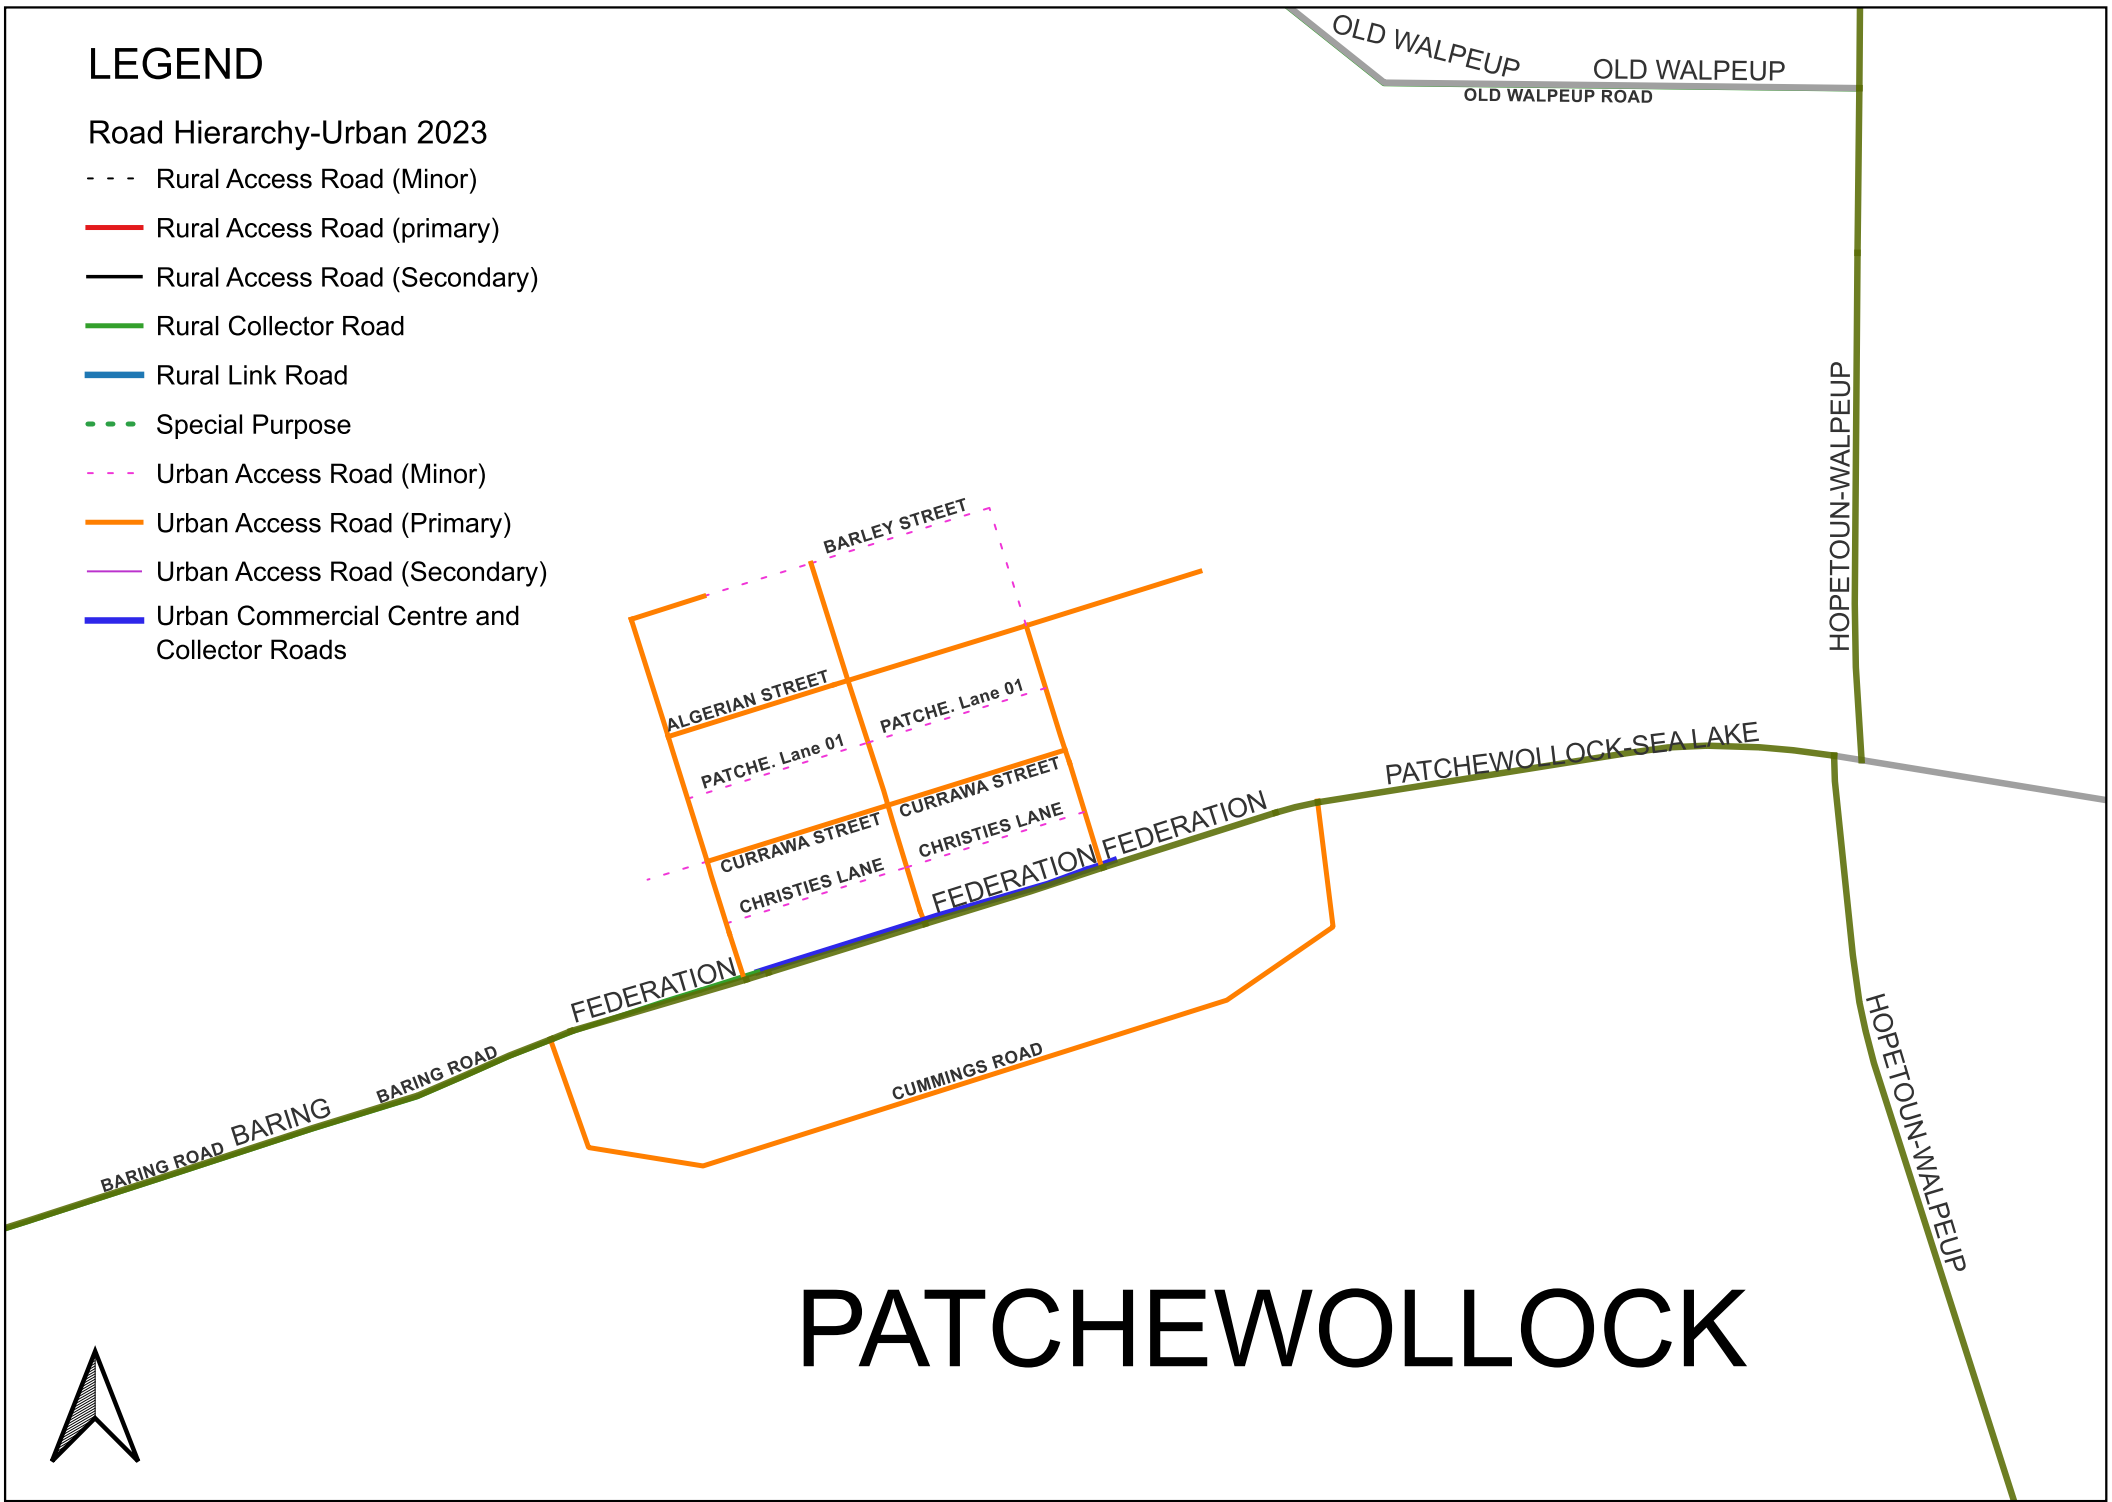 LEGEND
Road Hierarchy-Urban 2023
Rural Access Road (Minor)
Rural Access Road (primary)
Rural Access Road (Secondary)
Rural Collector Road
Rural Link Road
Special Purpose
Urban Access Road (Minor)
Urban Access Road (Primary)
Urban Access Road (Secondary)
Urban Commercial Centre and
Collector Roads
OLD WALPEUP
OLD WALPEUP
OLD WALPEUP ROAD
HOPETOUN-WALPEUP
BARLEY STREET
ALGERIAN STREET
PATCHE. Lane 01
PATCHE. Lane 01
CURRAWA STREET
CURRAWA STREET
CHRISTIES LANE
CHRISTIES LANE
PATCHEWOLLOCK-SEA LAKE
FEDERATION
FEDERATION
FEDERATION
BARING ROAD
BARING
BARING ROAD
CUMMINGS ROAD
HOPETOUN-WALPEUP
PATCHEWOLLOCK